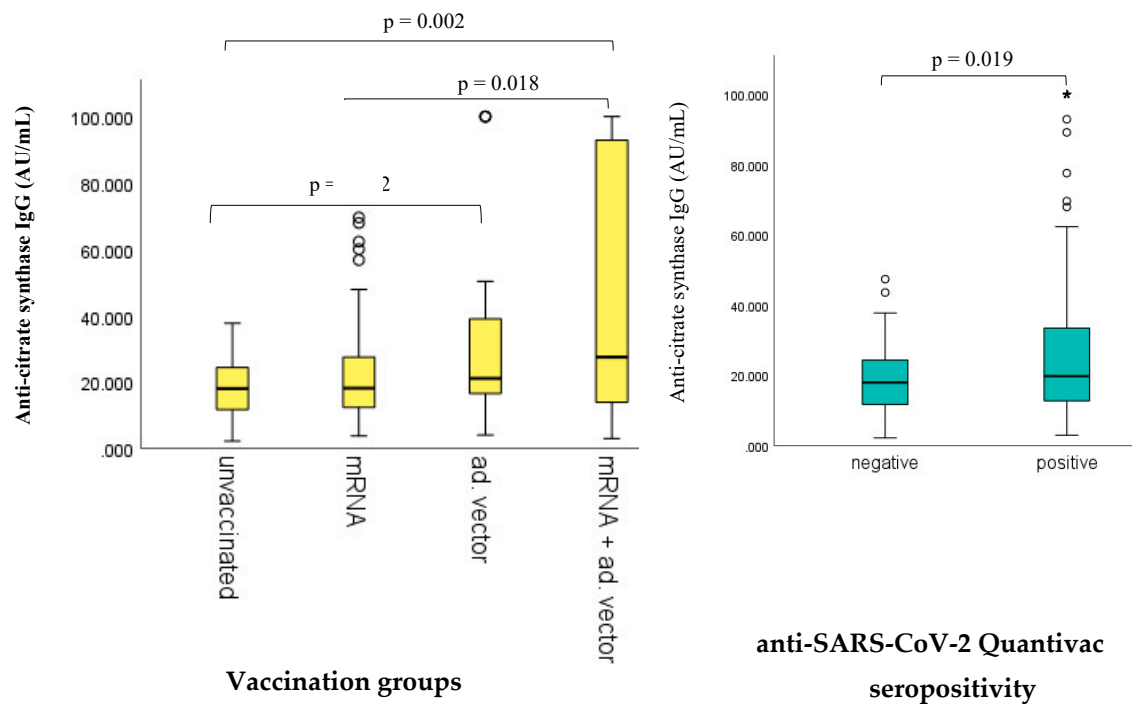 p = 0.002
p = 0.018
p =
Anti-citrate synthase IgG (AU/mL)
100.000
80.000
60.000
40.000
20.000
.000
unvaccinated
mRNA
ad. vector
mRNA + ad. vector
Vaccination groups
p = 0.019
Anti-citrate synthase IgG (AU/mL)
100.000
80.000
60.000
40.000
20.000
.000
negative
positive
anti-SARS-CoV-2 Quantivac
seropositivity